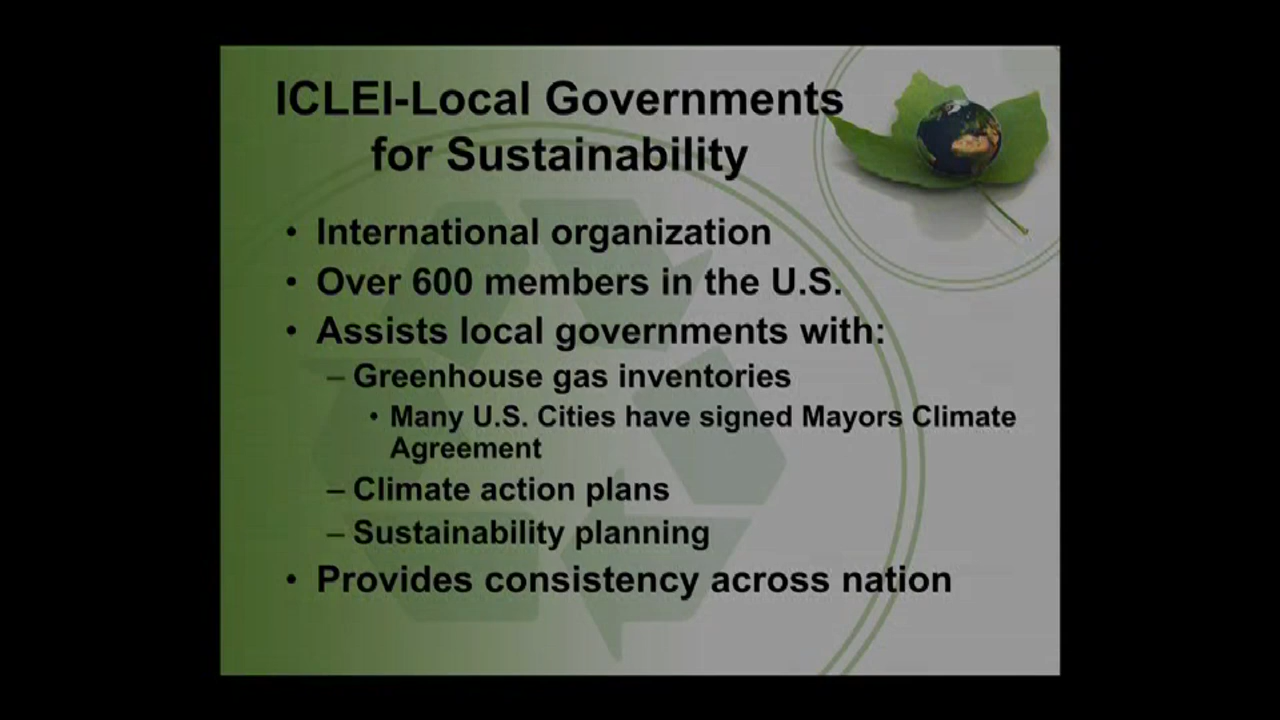 ICLEI-Local Governments
for Sustainability
• International organization
• Over 600 members in the U.S.
• Assists local governments with:
– Greenhouse gas inventories
• Many U.S. Cities have signed Mayors Climate
Agreement
– Climate action plans
– Sustainability planning
• Provides consistency across nation